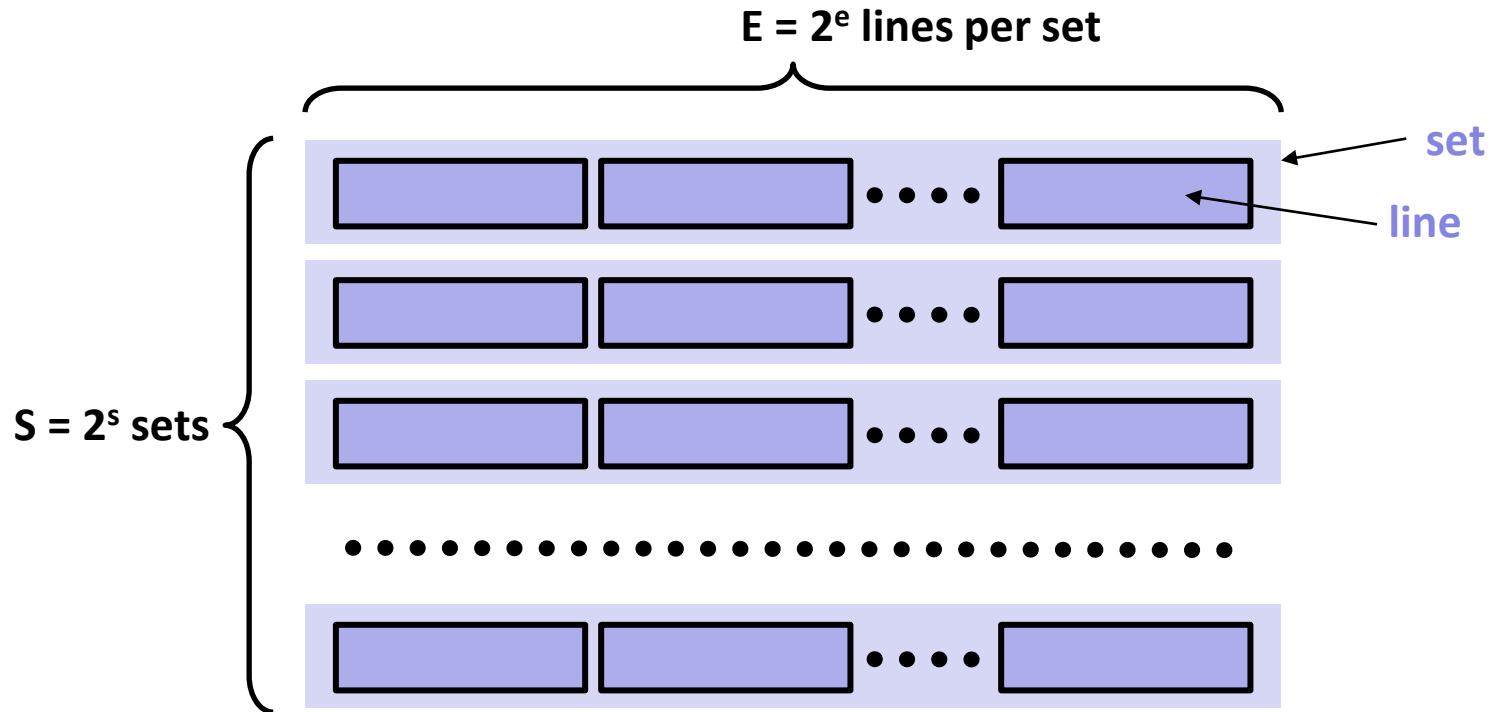 E = 2ᵉ lines per set
set
line
S = 2ˢ sets